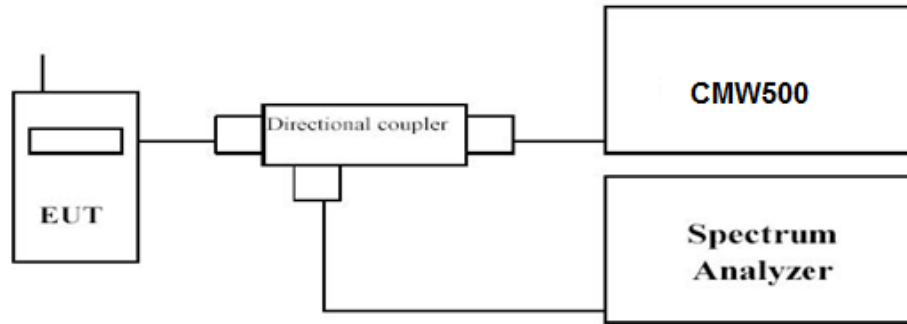 EUT
Directional coupler
CMW500
Spectrum
Analyzer